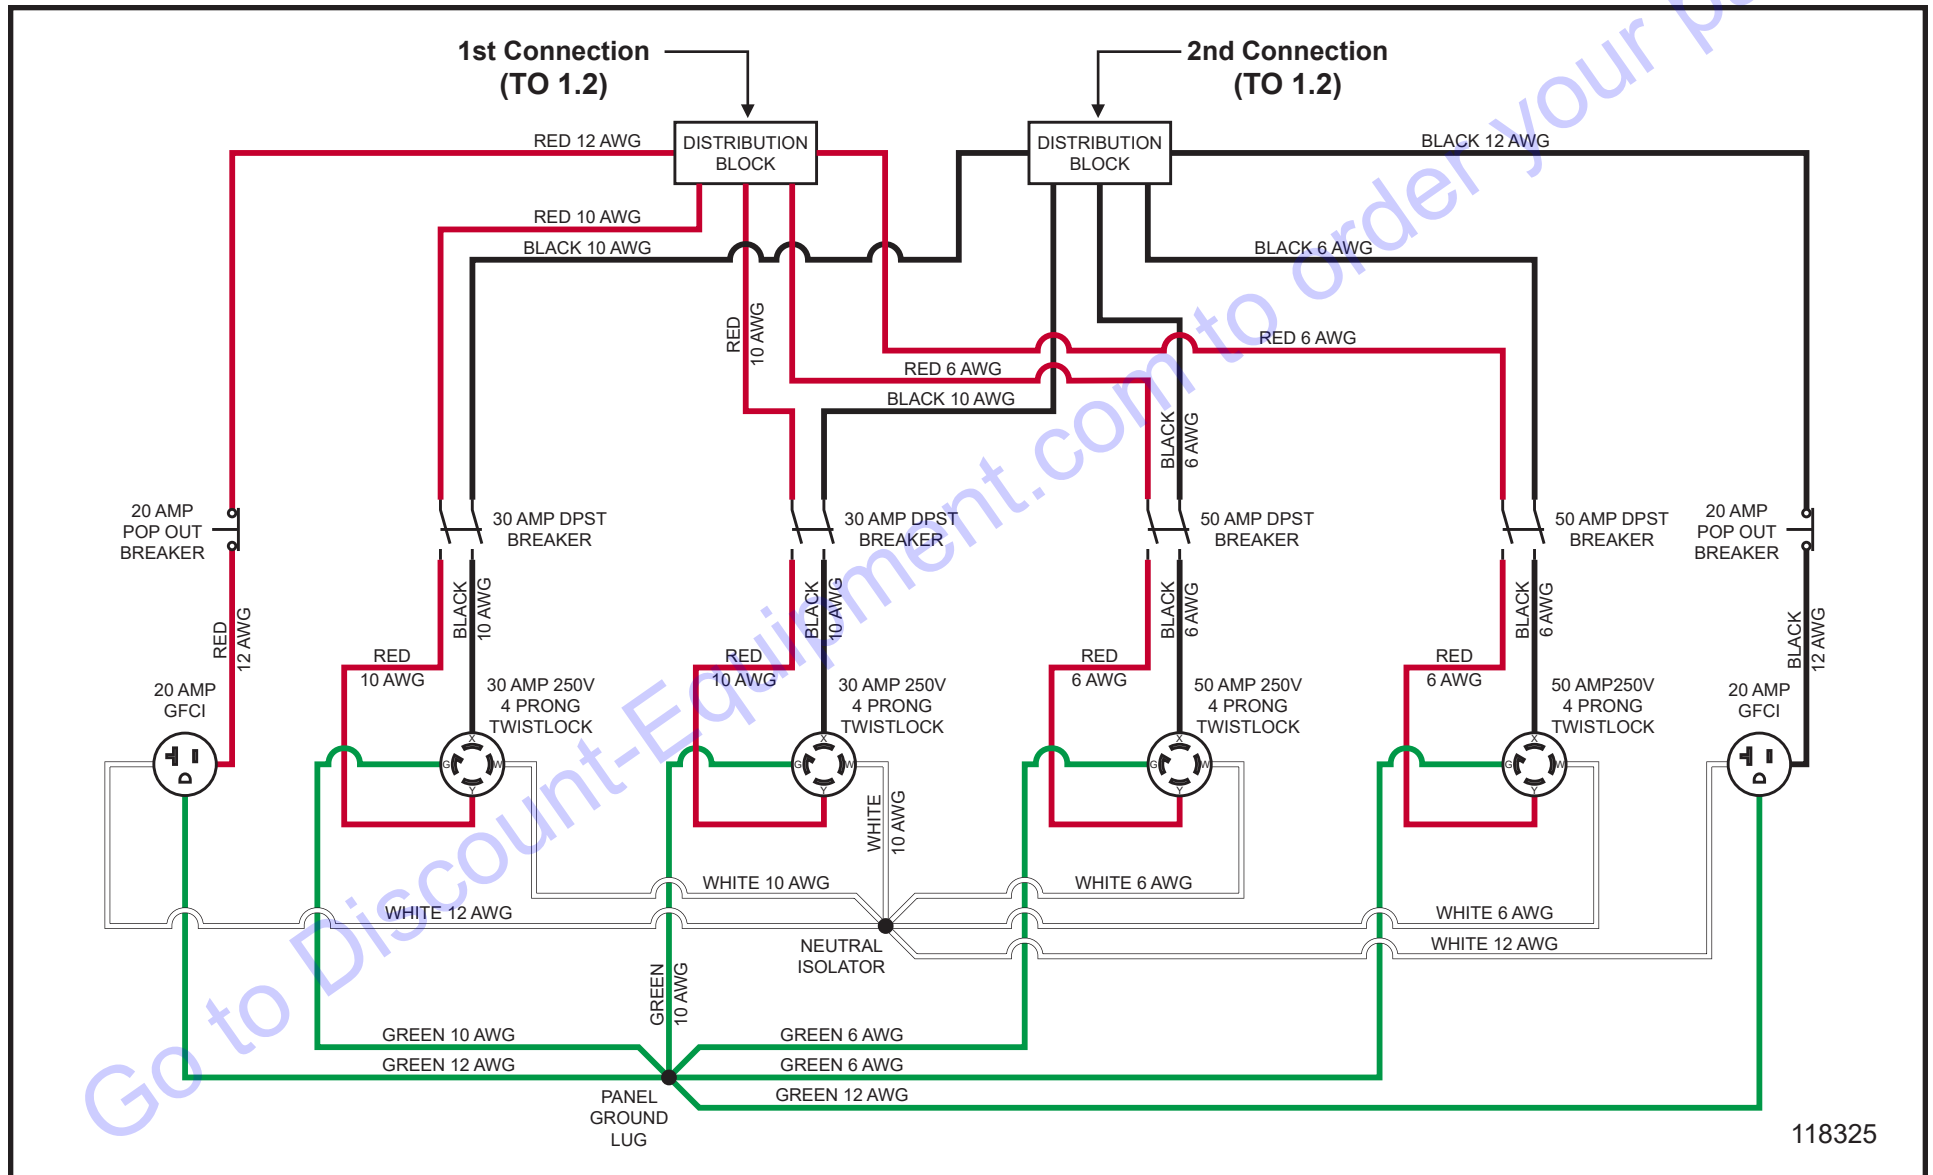 1st Connection
(TO 1.2)
2nd Connection
(TO 1.2)
RED 12 AWG
DISTRIBUTION
BLOCK
DISTRIBUTION
BLOCK
BLACK 12 AWG
RED 10 AWG
BLACK 10 AWG
BLACK 6 AWG
RED
10 AWG
RED 6 AWG
RED 6 AWG
BLACK 10 AWG
BLACK
6 AWG
20 AMP
POP OUT
BREAKER
30 AMP DPST
BREAKER
30 AMP DPST
BREAKER
50 AMP DPST
BREAKER
50 AMP DPST
BREAKER
20 AMP
POP OUT
BREAKER
RED
12 AWG
BLACK
10 AWG
BLACK
10 AWG
BLACK
6 AWG
BLACK
6 AWG
BLACK
12 AWG
RED
10 AWG
RED
10 AWG
RED
6 AWG
RED
6 AWG
20 AMP
GFCI
30 AMP 250V
4 PRONG
TWISTLOCK
30 AMP 250V
4 PRONG
TWISTLOCK
50 AMP 250V
4 PRONG
TWISTLOCK
50 AMP250V
4 PRONG
TWISTLOCK
20 AMP
GFCI
X
G W
Y
X
G W
Y
X
G W
Y
X
G W
Y
WHITE
10 AWG
WHITE 10 AWG
WHITE 6 AWG
WHITE 12 AWG
WHITE 6 AWG
NEUTRAL
ISOLATOR
WHITE 12 AWG
GREEN
10 AWG
GREEN 10 AWG
GREEN 6 AWG
GREEN 12 AWG
GREEN 6 AWG
GREEN 12 AWG
PANEL
GROUND
LUG
118325
Go to Discount-Equipment.com to order your p